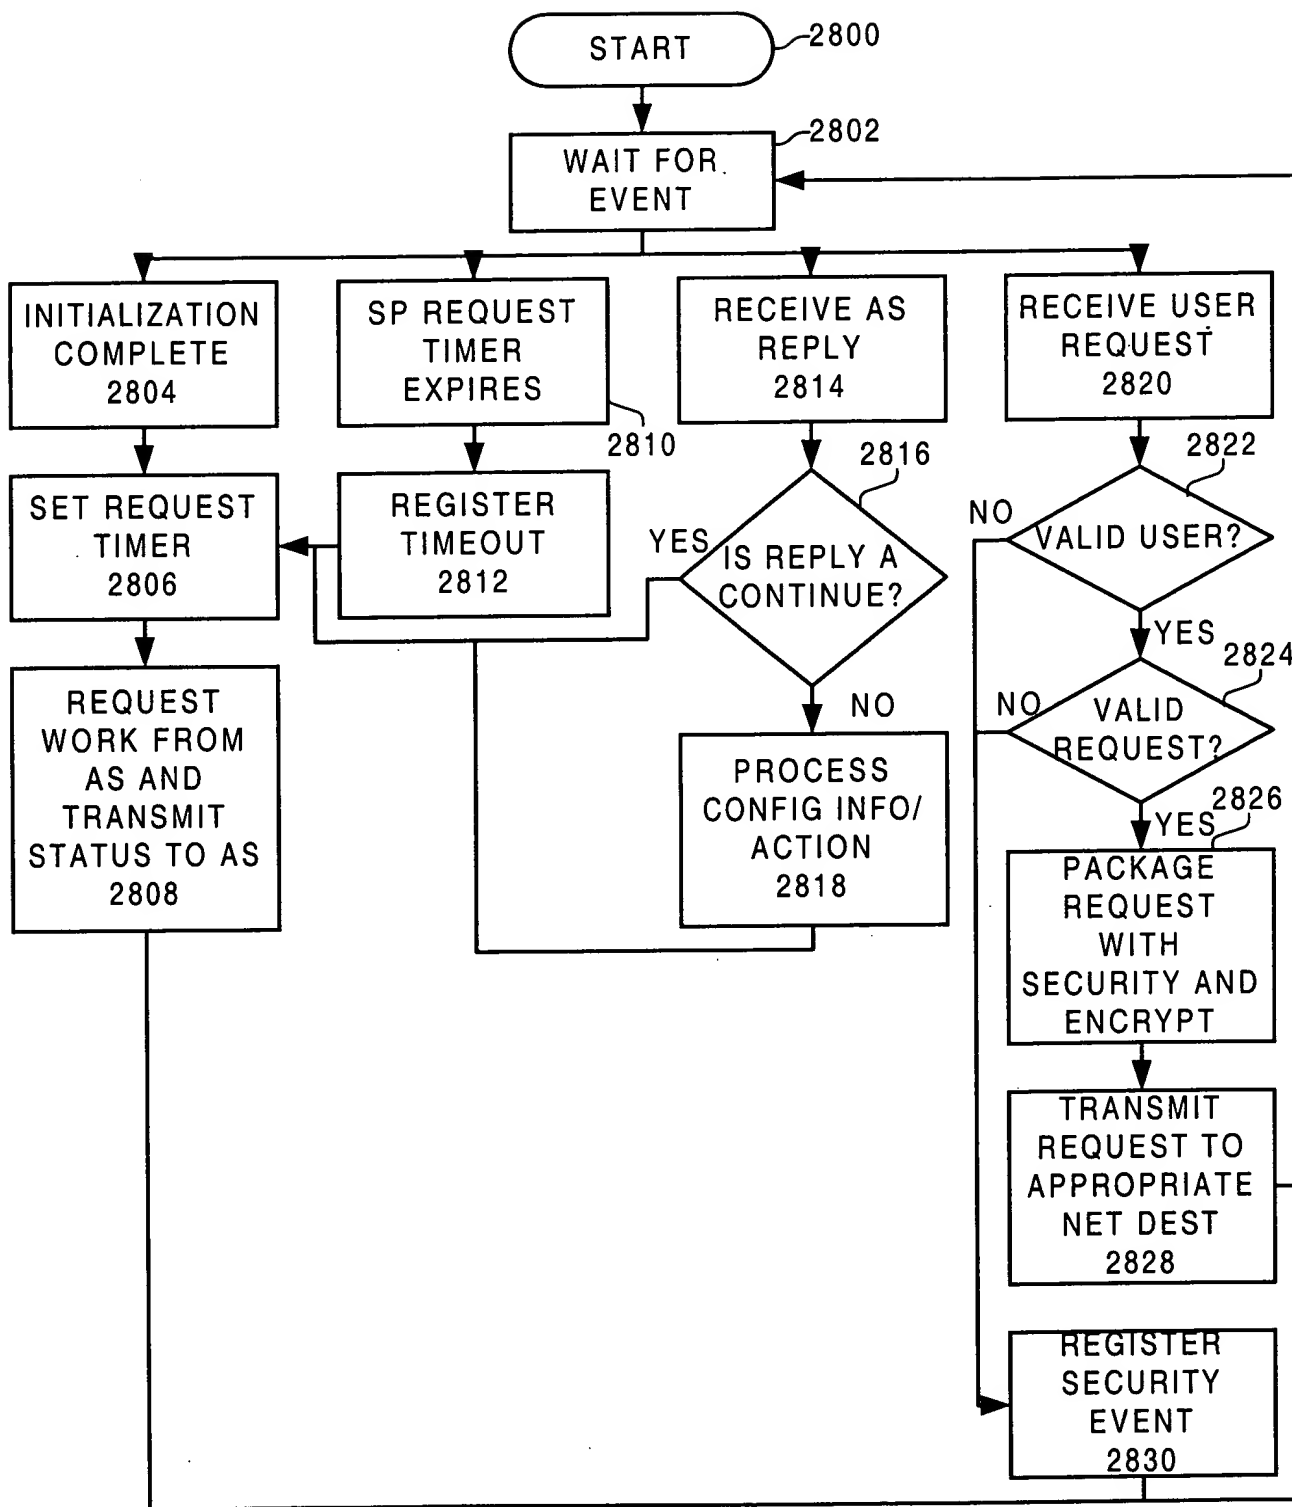 START
2800
WAIT FOR
EVENT
2802
INITIALIZATION
COMPLETE
2804
SP REQUEST
TIMER
EXPIRES
2810
RECEIVE AS
REPLY
2814
RECEIVE USER
REQUEST
2820
SET REQUEST
TIMER
2806
REGISTER
TIMEOUT
2812
2816
YES
IS REPLY A
CONTINUE?
NO
2822
NO
VALID USER?
YES
2824
NO
VALID
REQUEST?
YES
2826
REQUEST
WORK FROM
AS AND
TRANSMIT
STATUS TO AS
2808
PROCESS
CONFIG INFO/
ACTION
2818
PACKAGE
REQUEST
WITH
SECURITY AND
ENCRYPT
TRANSMIT
REQUEST TO
APPROPRIATE
NET DEST
2828
REGISTER
SECURITY
EVENT
2830